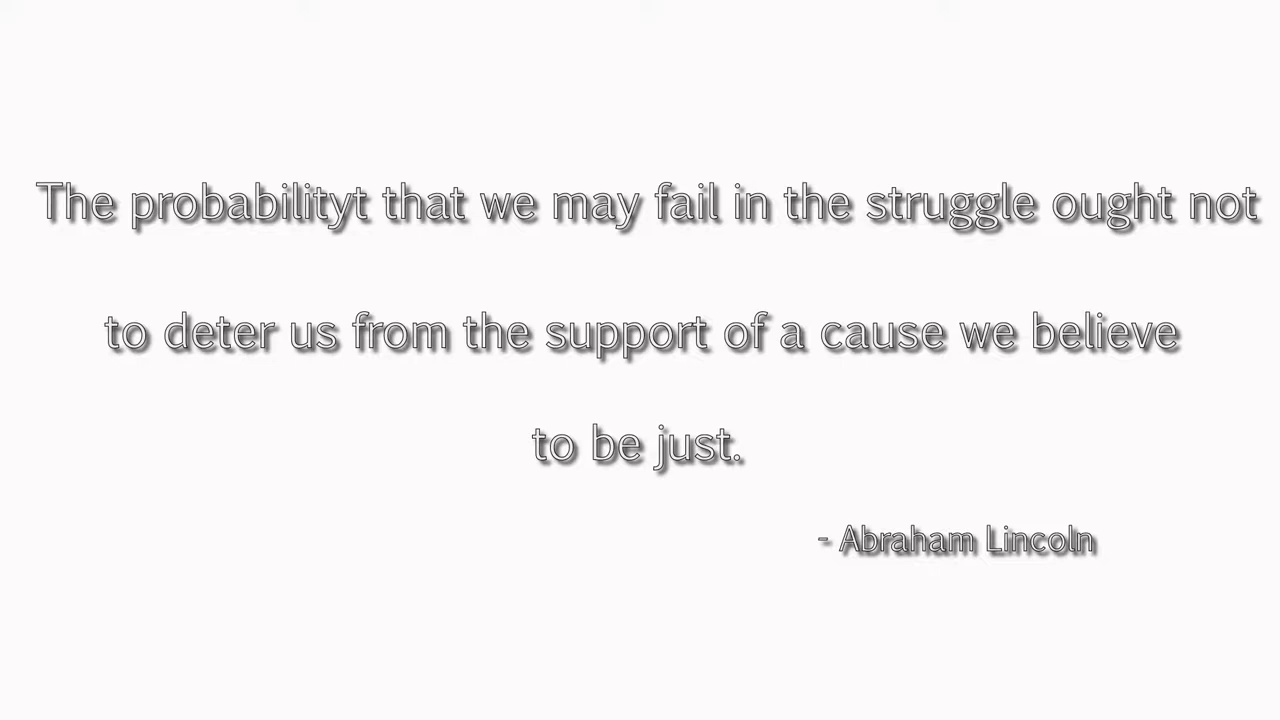 The probabilityt that we may fail in the struggle ought not
to deter us from the support of a cause we believe
to be just.
- Abraham Lincoln